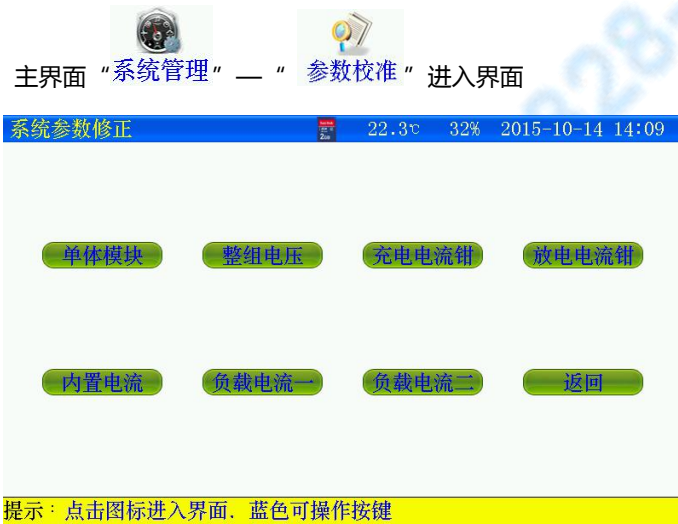 主界面“系统管理”—“参数校准”进入界面
系统参数修正 22.3℃ 32% 2015-10-14 14:09
单体模块 整组电压 充电电流钳 放电电流钳
内置电流 负载电流一 负载电流二 返回
提示：点击图标进入界面．蓝色可操作按键